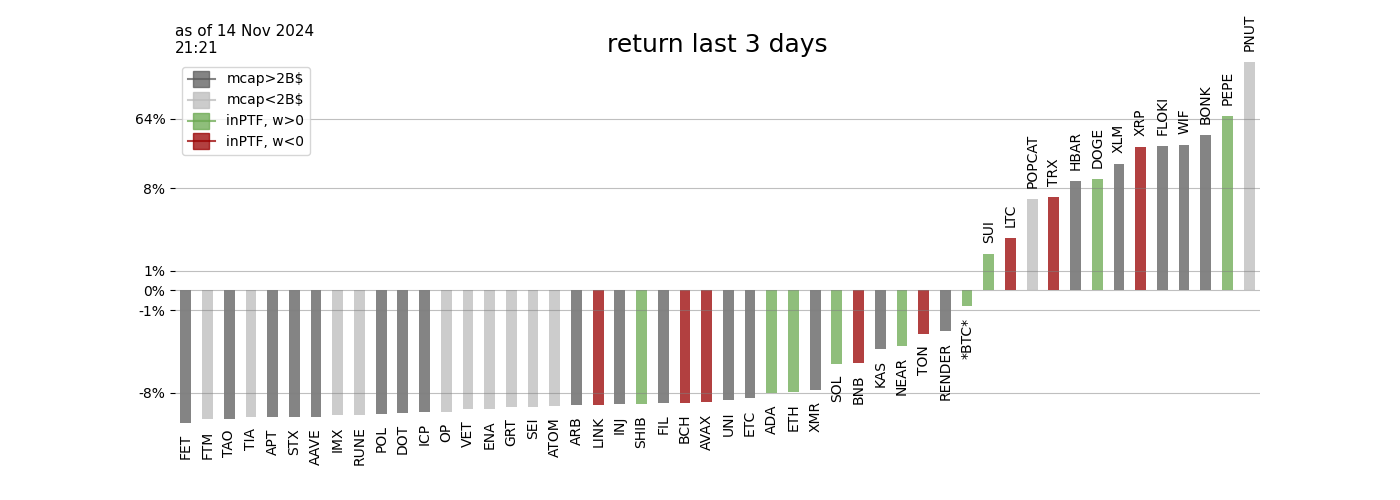 as of 14 Nov 2024
21:21
return last 3 days
mcap>2B$
mcap<2B$
inPTF, w>0
inPTF, w<0
64%
8%
1%
0%
-1%
-8%
FET
FTM
TAO
TIA
APT
STX
AAVE
IMX
RUNE
POL
DOT
ICP
OP
VET
ENA
GRT
SEI
ATOM
ARB
LINK
INJ
SHIB
FIL
BCH
AVAX
UNI
ETC
ADA
ETH
XMR
SOL
BNB
KAS
NEAR
TON
RENDER
*BTC*
SUI
LTC
POPCAT
TRX
HBAR
DOGE
XLM
XRP
FLOKI
WIF
BONK
PEPE
PNUT